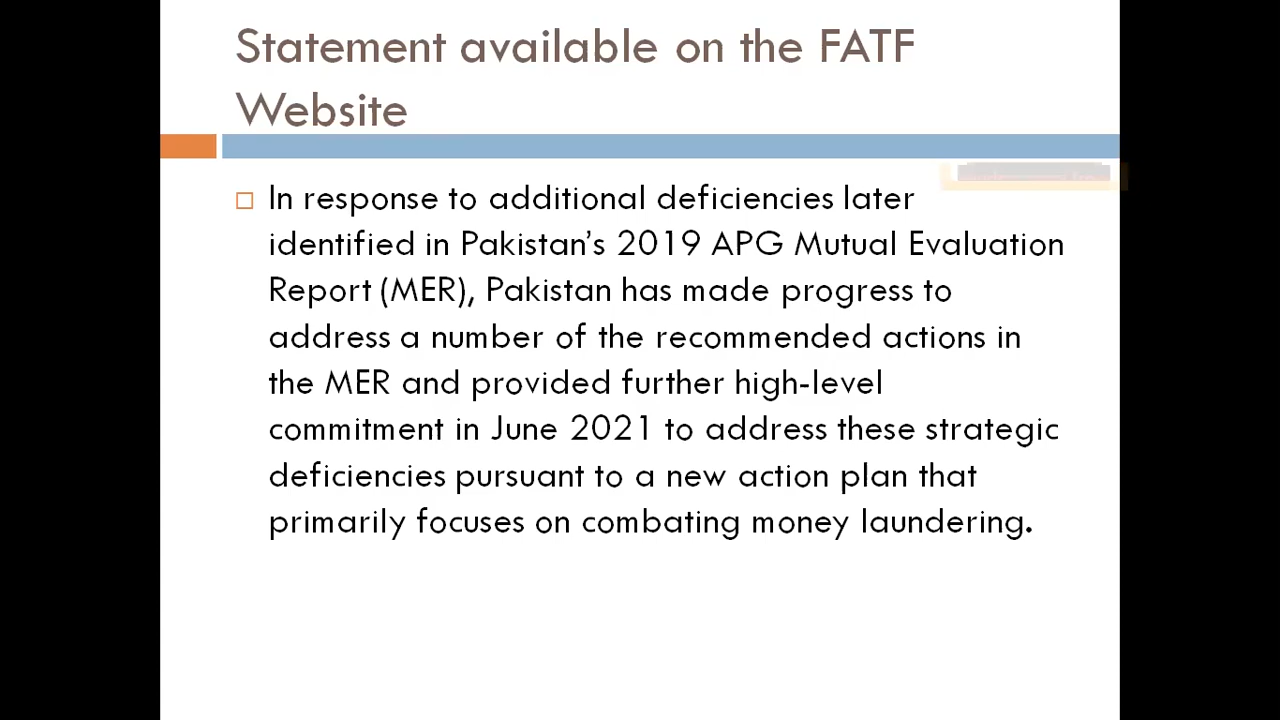 Statement available on the FATF
Website
In response to additional deficiencies later
identified in Pakistan’s 2019 APG Mutual Evaluation
Report (MER), Pakistan has made progress to
address a number of the recommended actions in
the MER and provided further high-level
commitment in June 2021 to address these strategic
deficiencies pursuant to a new action plan that
primarily focuses on combating money laundering.